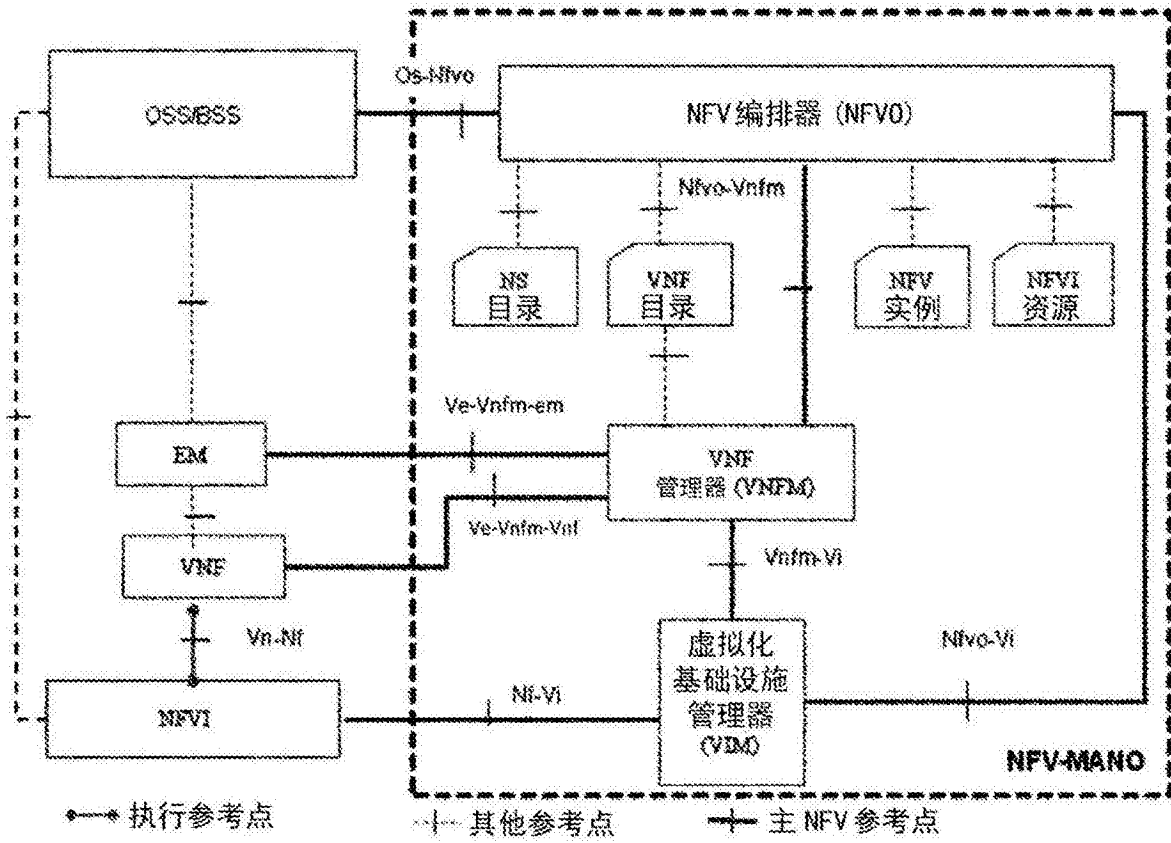 Os-Nfvo
OSS/BSS
NFV 编排器 (NFVO)
Nfvo-Vnfm
NS
目录
VNF
目录
NFV
实例
NFVI
资源
Ve-Vnfm-em
EM
VNF
管理器 (VNFM)
Ve-Vnfm-Vnf
VNF
Vnfm-Vi
Vn-Nf
虚拟化
基础设施
管理器
(VIM)
Nfvo-Vi
NFVI
Nf-Vi
NFV-MANO
执行参考点
其他参考点
主 NFV 参考点